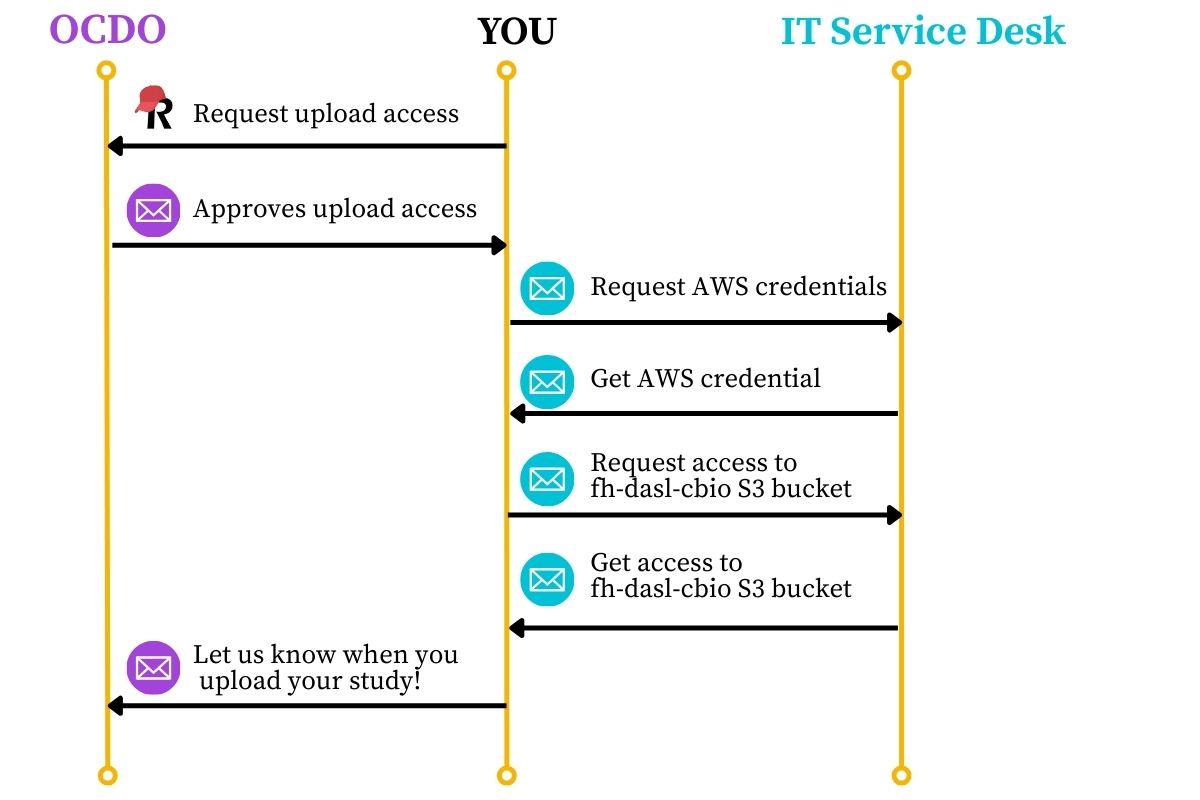 OCDO
YOU
IT Service Desk
R
Request upload access
Approves upload access
Request AWS credentials
Get AWS credential
Request access to
fh-dasl-cbio S3 bucket
Get access to
fh-dasl-cbio S3 bucket
Let us know when you
upload your study!